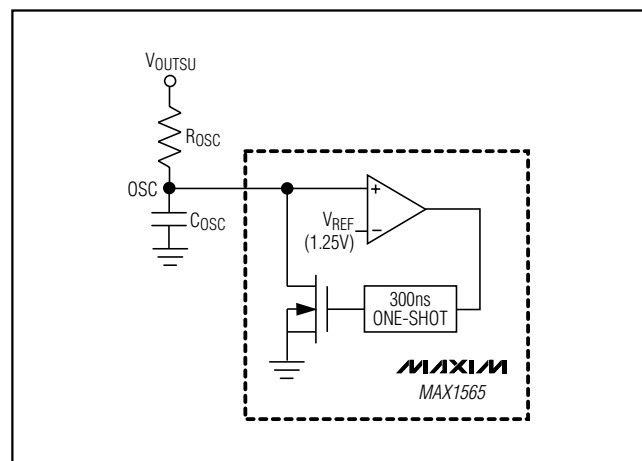 VOUTSU
ROSC
OSC
COSC
+
VREF
(1.25V)
−
300ns
ONE-SHOT
MAXIM
MAX1565